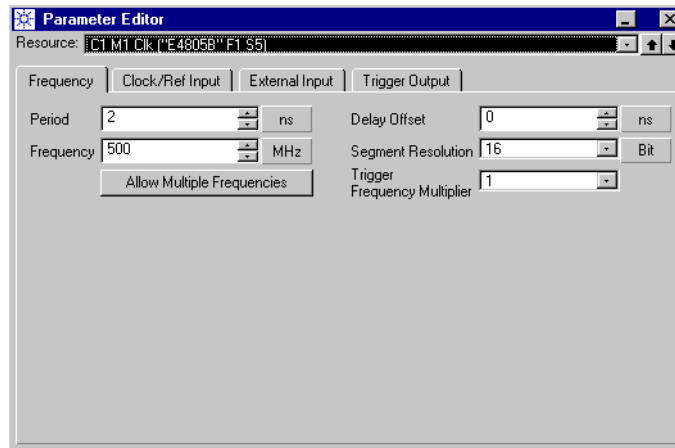 Parameter Editor
Resource: C1 M1 Clk ("E4805B" F1 S5)
Frequency Clock/Ref Input External Input Trigger Output
Period 2 ns Delay Offset 0 ns
Frequency 500 MHz Segment Resolution 16 Bit
Allow Multiple Frequencies Trigger Frequency Multiplier 1